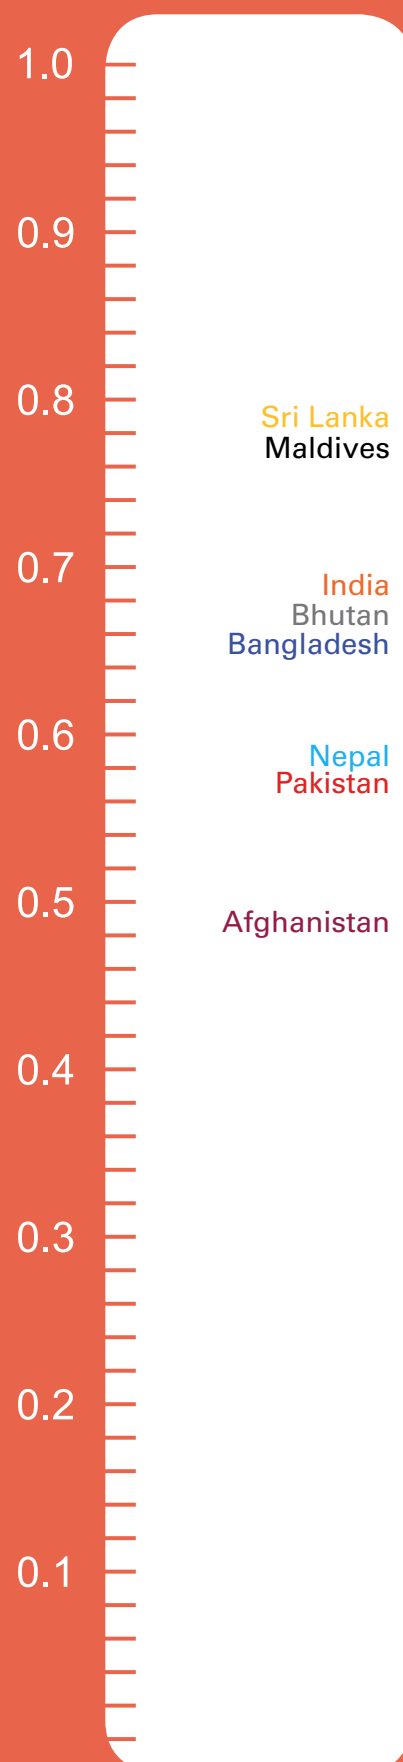 1.0
0.9
0.8
Sri Lanka
Maldives
0.7
India
Bhutan
Bangladesh
0.6
Nepal
Pakistan
0.5
Afghanistan
0.4
0.3
0.2
0.1